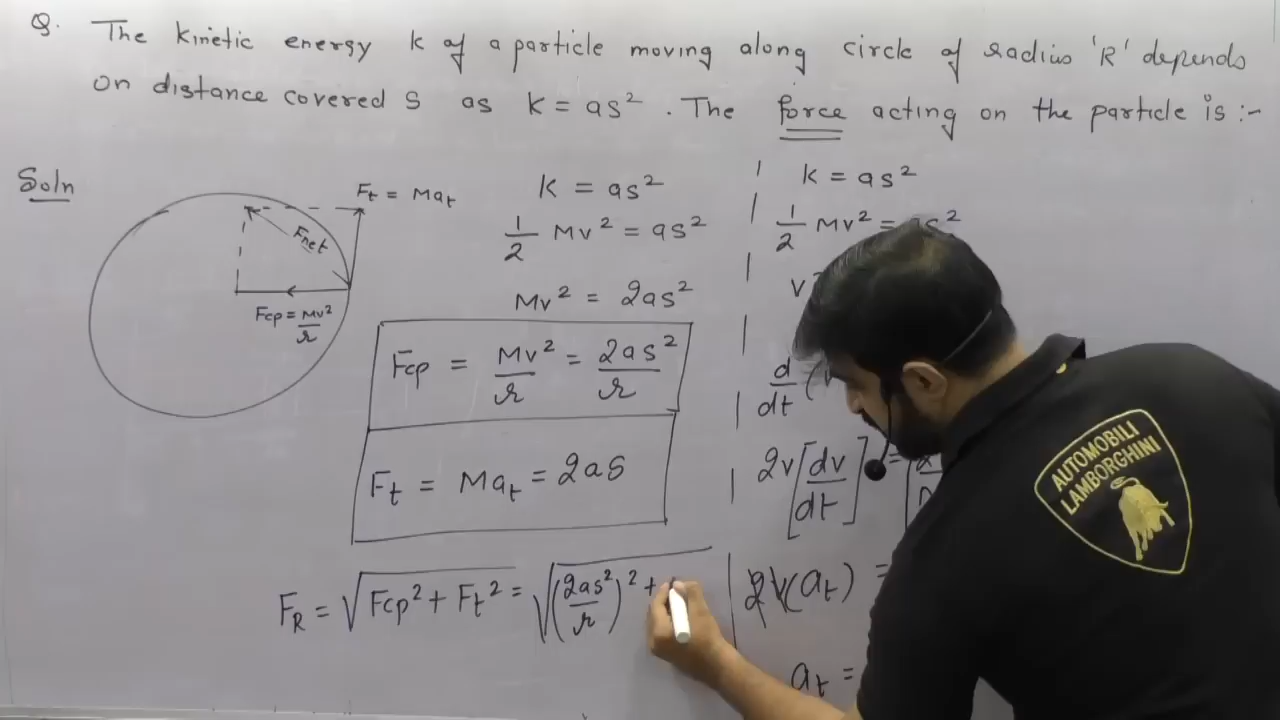 Q. The kinetic energy K of a particle moving along circle of radius 'R' depends
on distance covered S as K = as². The force acting on the particle is :-
Soln
Ft = Mat
Fnet
Fcp = Mv²/r
K = as²
1/2 Mv² = as²
Mv² = 2as²
Fcp = Mv²/r = 2as²/r
Ft = Mat = 2as
FR = √(Fcp² + Ft²) = √((2as²/r)² +
K = as²
1/2 Mv² = as²
d/dt (
2v [dv/dt] =
2v(at) =
at =
AUTOMOBILI
LAMBORGHINI